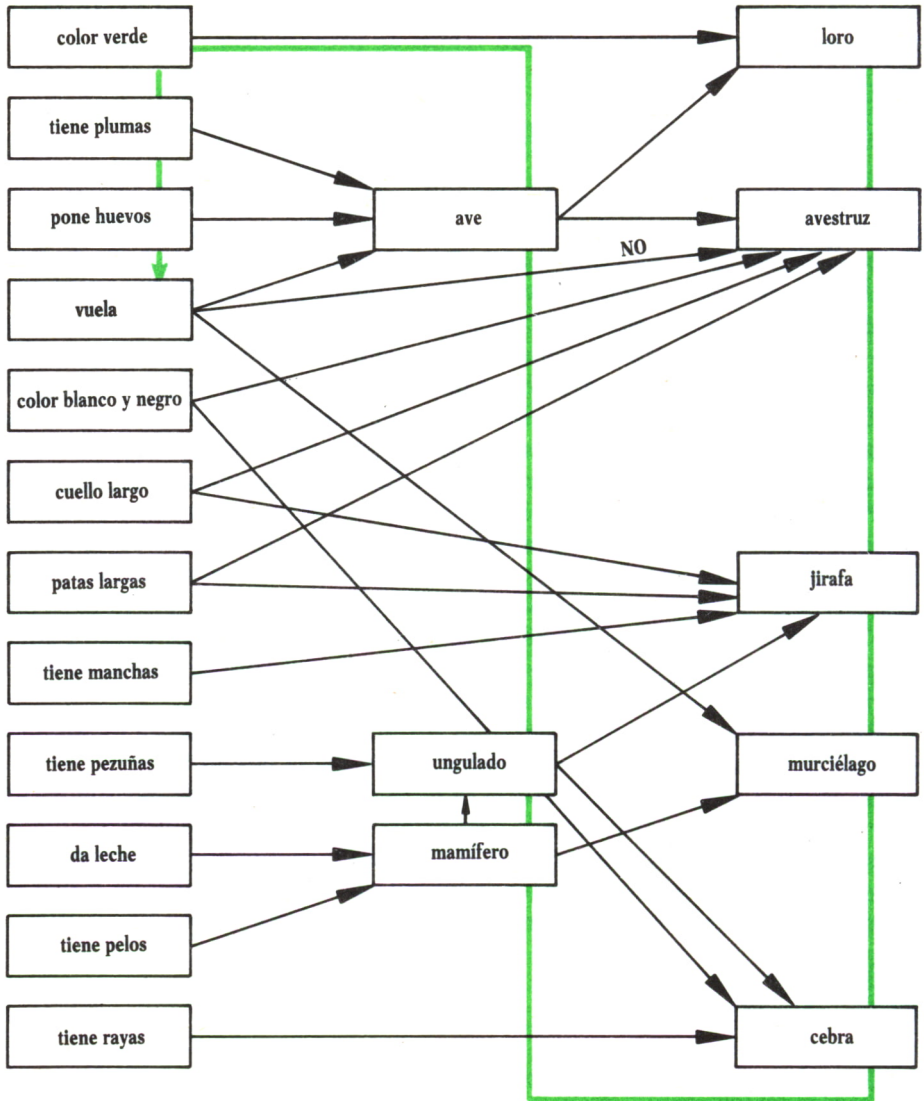 color verde
loro
tiene plumas
pone huevos
ave
avestruz
NO
vuela
color blanco y negro
cuello largo
patas largas
jirafa
tiene manchas
tiene pezuñas
ungulado
murciélago
da leche
mamífero
tiene pelos
tiene rayas
cebra